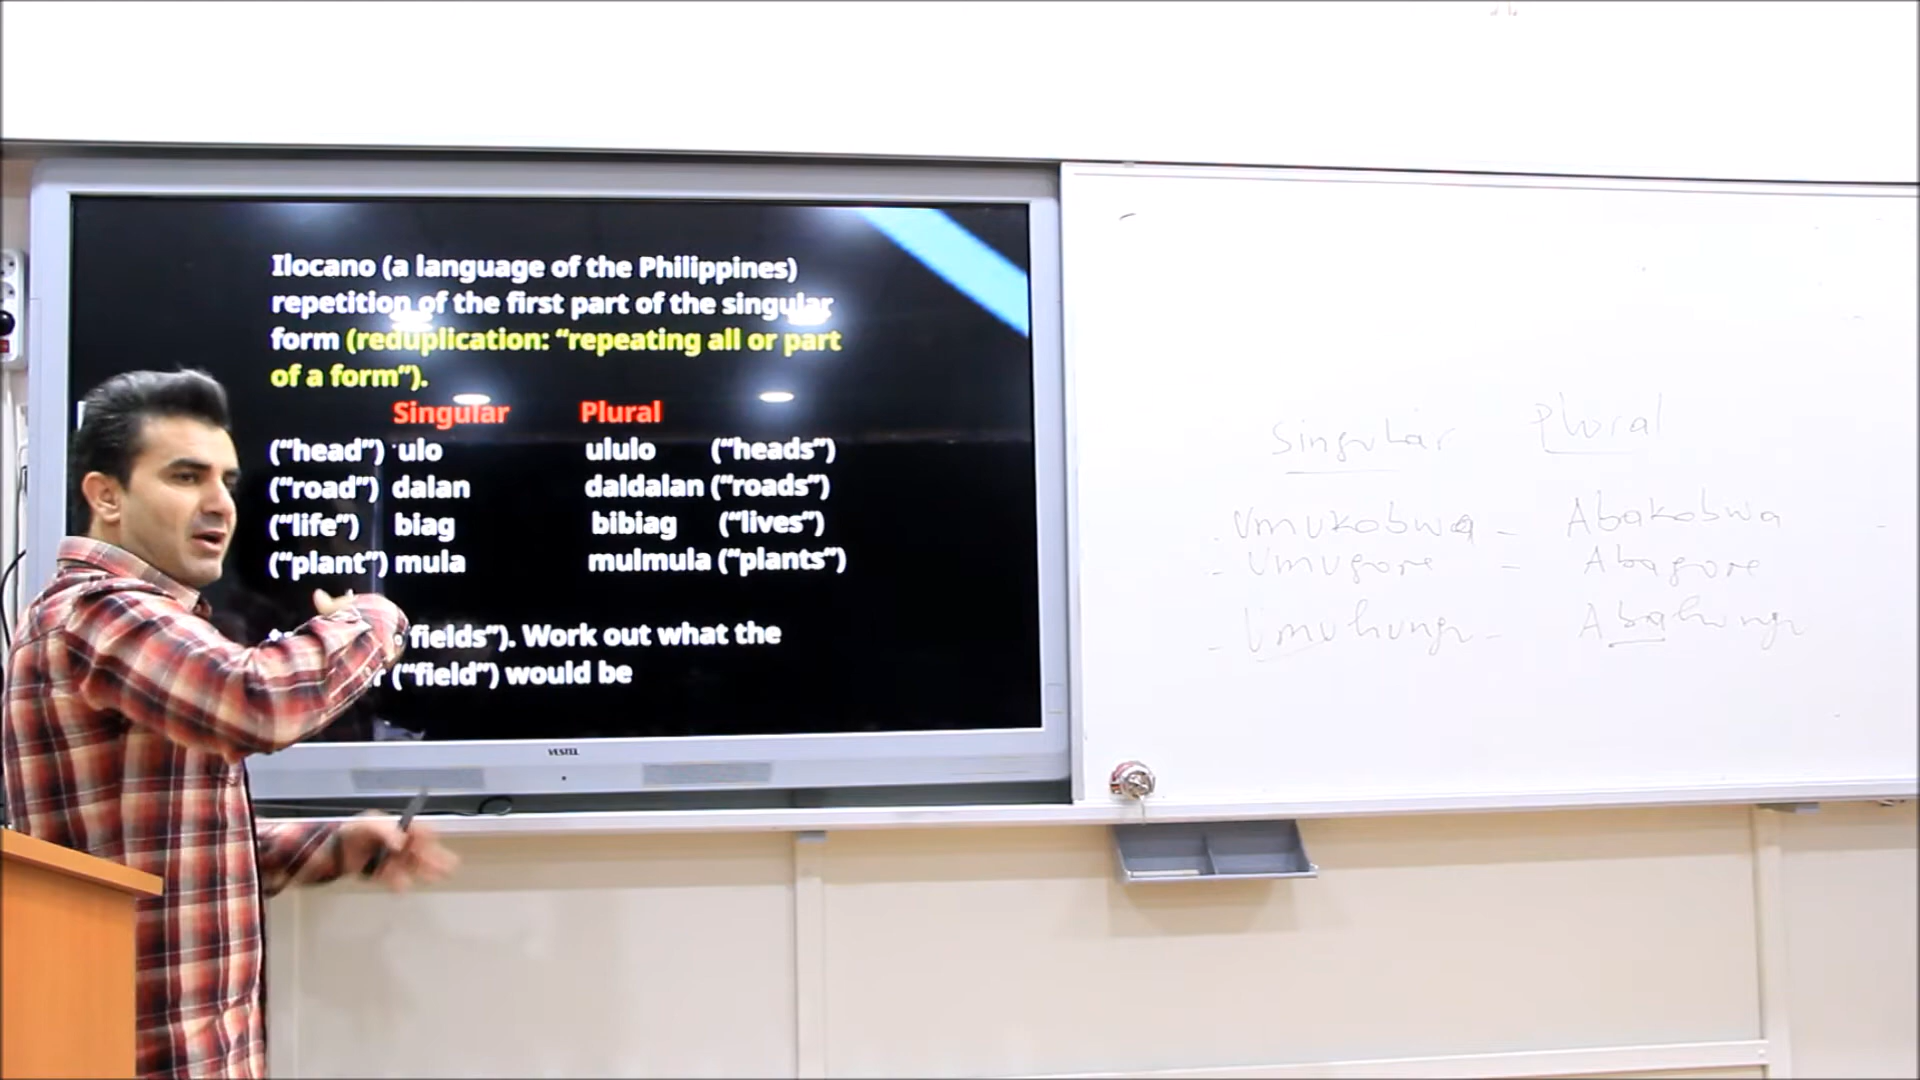 Ilocano (a language of the Philippines)
repetition of the first part of the singular
form (reduplication: “repeating all or part
of a form”).
Singular Plural
(“head”) ulo ululo (“heads”)
(“road”) dalan daldalan (“roads”)
(“life”) biag bibiag (“lives”)
(“plant”) mula mulmula (“plants”)
fields”). Work out what the
(“field”) would be
VESTEL
Singular Plural
Umukobwa - Abakobwa
- Umugore - Abagore